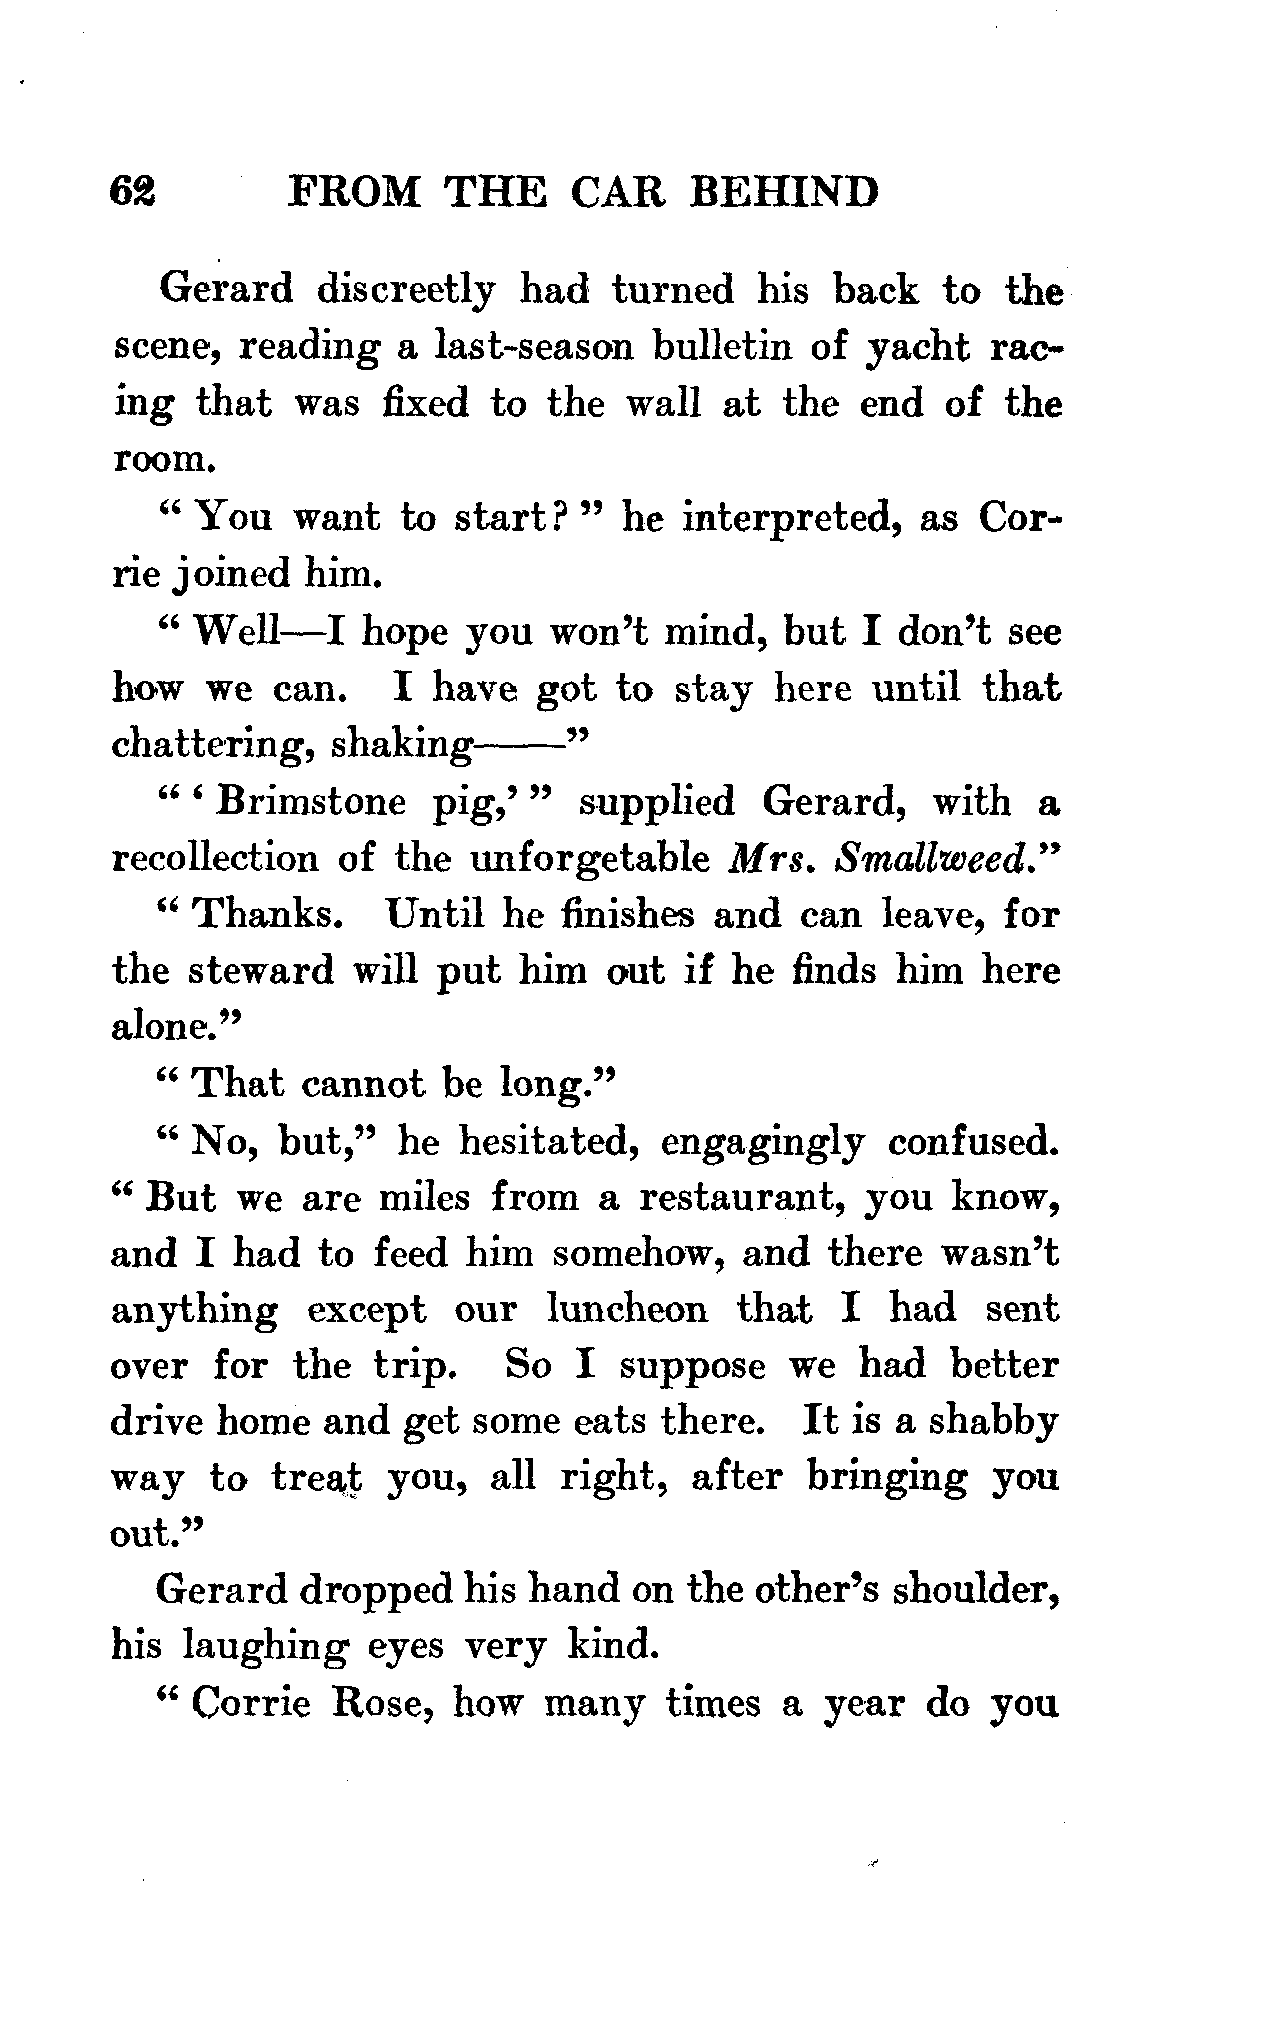 62 FROM THE CAR BEHIND
Gerard discreetly had turned his back to the
scene, reading a last-season bulletin of yacht rac-
ing that was fixed to the wall at the end of the
room.
“ You want to start? ” he interpreted, as Cor-
rie joined him.
“ Well—I hope you won’t mind, but I don’t see
how we can. I have got to stay here until that
chattering, shaking——”
“ ‘ Brimstone pig,’ ” supplied Gerard, with a
recollection of the unforgetable Mrs. Smallweed.”
“ Thanks. Until he finishes and can leave, for
the steward will put him out if he finds him here
alone.”
“ That cannot be long.”
“ No, but,” he hesitated, engagingly confused.
“ But we are miles from a restaurant, you know,
and I had to feed him somehow, and there wasn’t
anything except our luncheon that I had sent
over for the trip. So I suppose we had better
drive home and get some eats there. It is a shabby
way to treat you, all right, after bringing you
out.”
Gerard dropped his hand on the other’s shoulder,
his laughing eyes very kind.
“ Corrie Rose, how many times a year do you